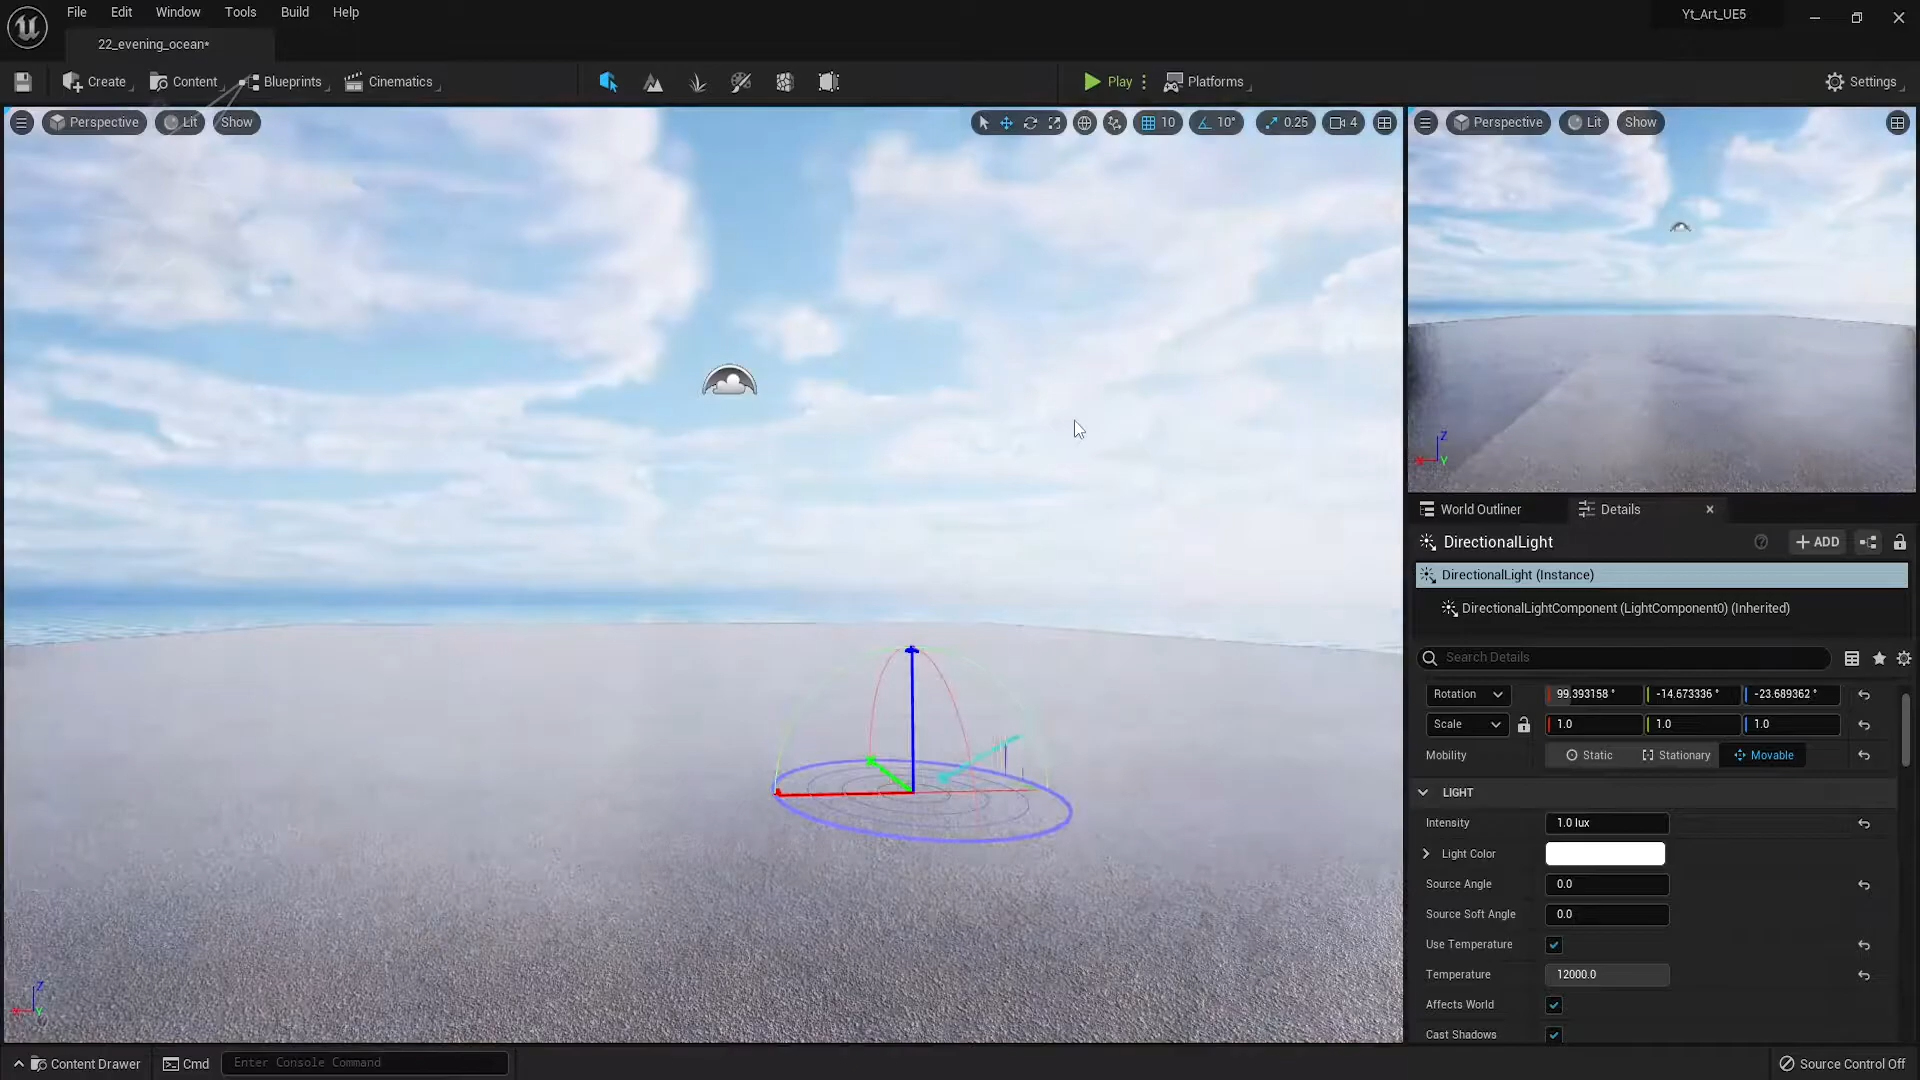 File Edit Window Tools Build Help
Yt_Art_UE5
22_evening_ocean*
Create Content Blueprints Cinematics Play Platforms Settings
Perspective Lit Show 10 10° 0.25 4
Perspective Lit Show
Z
X Y
World Outliner Details
DirectionalLight ADD
DirectionalLight (Instance)
DirectionalLightComponent (LightComponent0) (Inherited)
Search Details
Rotation 99.393158 ° -14.673336 ° -23.689362 °
Scale 1.0 1.0 1.0
Mobility Static Stationary Movable
LIGHT
Intensity 1.0 lux
Light Color
Source Angle 0.0
Source Soft Angle 0.0
Use Temperature
Temperature 12000.0
Affects World
Cast Shadows
Z
X Y
Content Drawer Cmd Enter Console Command Source Control Off